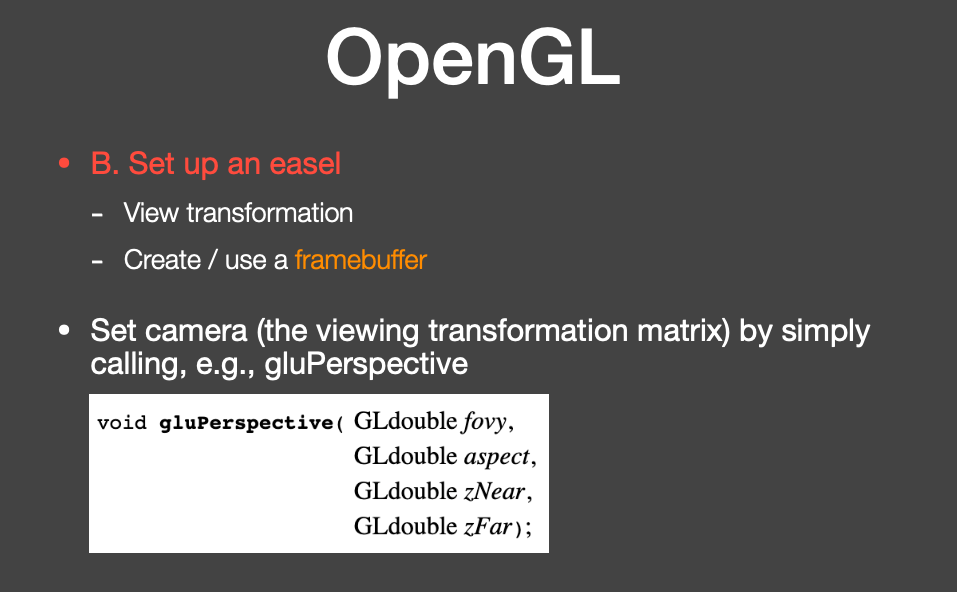 OpenGL
• B. Set up an easel
- View transformation
- Create / use a framebuffer
• Set camera (the viewing transformation matrix) by simply
calling, e.g., gluPerspective
void gluPerspective( GLdouble fovy,
GLdouble aspect,
GLdouble zNear,
GLdouble zFar);